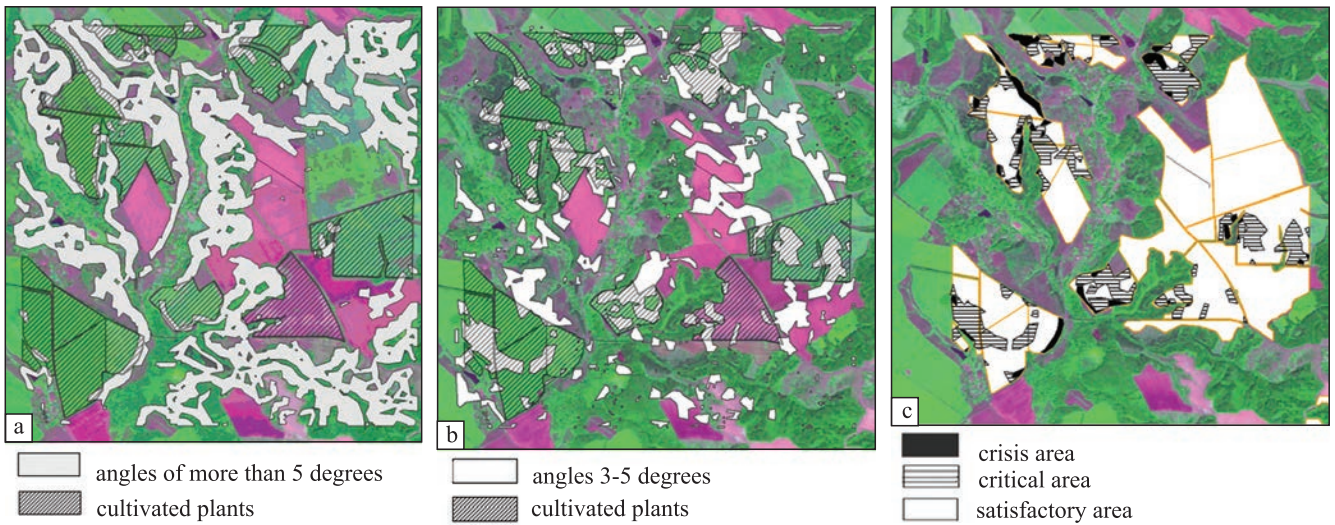 a
angles of more than 5 degrees
cultivated plants
b
angles 3-5 degrees
cultivated plants
c
crisis area
critical area
satisfactory area